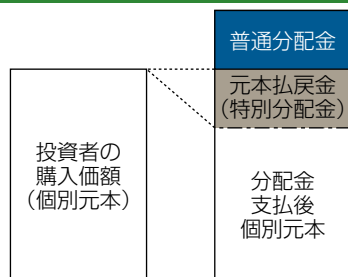 普通分配金
元本払戻金
(特別分配金)
投資者の
購入価額
(個別元本)
分配金
支払後
個別元本